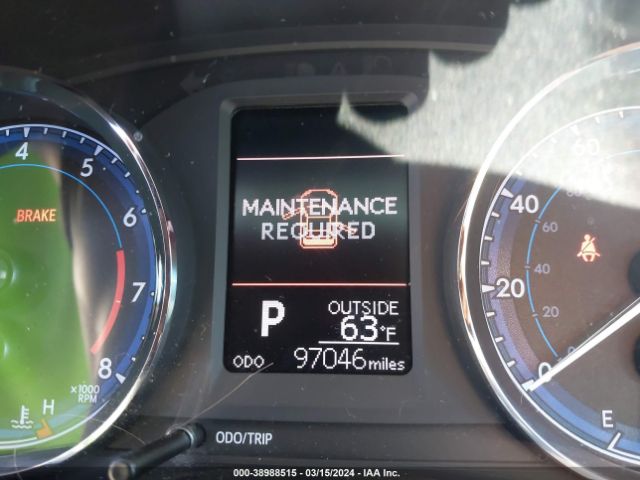 4
5
6
7
8
BRAKE
x1000
RPM
H
MAINTENANCE
REQUIRED
P
OUTSIDE
63°F
ODO 97046 miles
ODO/TRIP
60
40
20
0
60
40
20
E
000-38988515 - 03/15/2024 - IAA Inc.